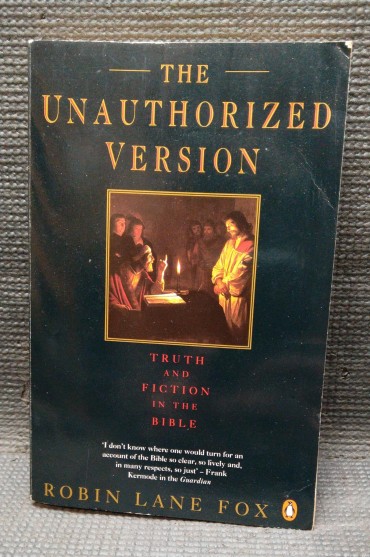 THE
UNAUTHORIZED
VERSION
TRUTH
AND
FICTION
IN THE
BIBLE
'I don't know where one would turn for an
account of the Bible so clear, so lively and,
in many respects, so just' – Frank
Kermode in the Guardian
ROBIN LANE FOX